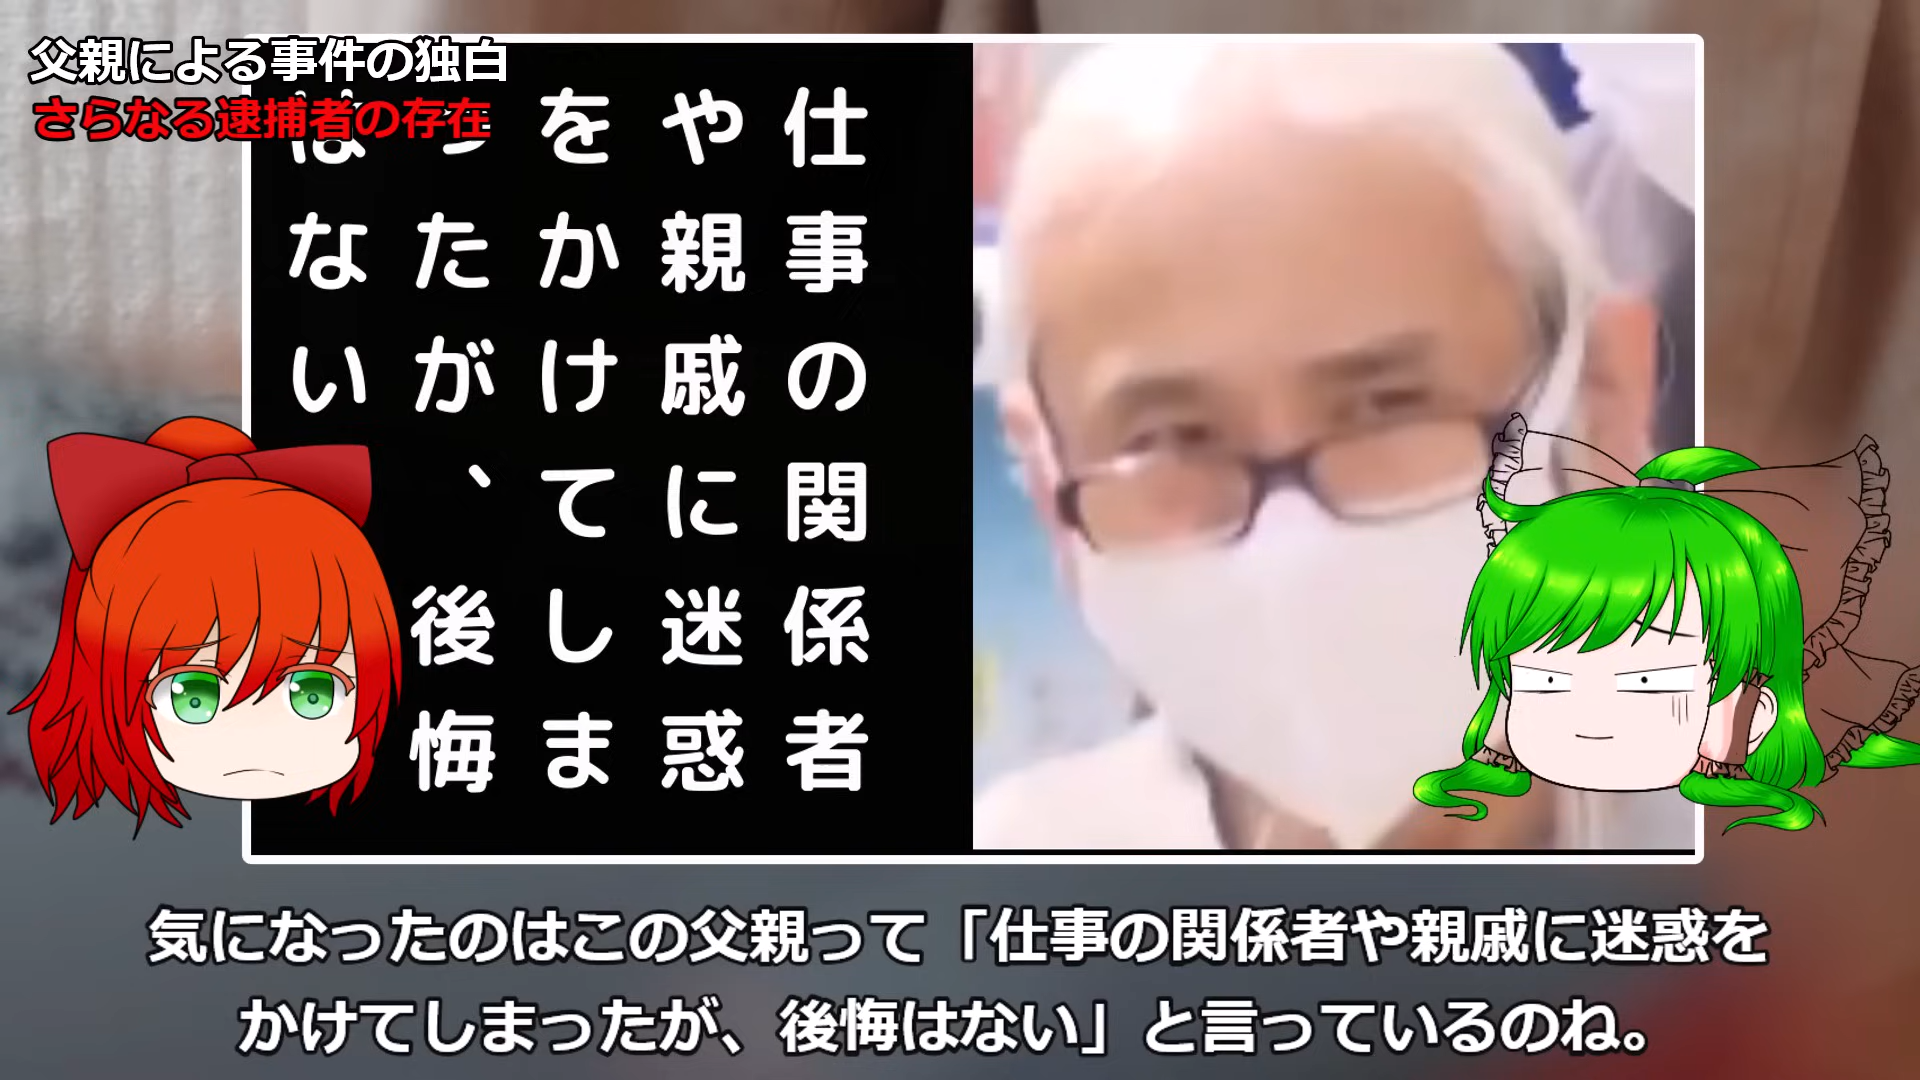 父親による事件の独白
さらなる逮捕者の存在
仕事の関係者
や親戚に迷惑
をかけてしま
ったが、後悔
はない
気になったのはこの父親って「仕事の関係者や親戚に迷惑を
かけてしまったが、後悔はない」と言っているのね。